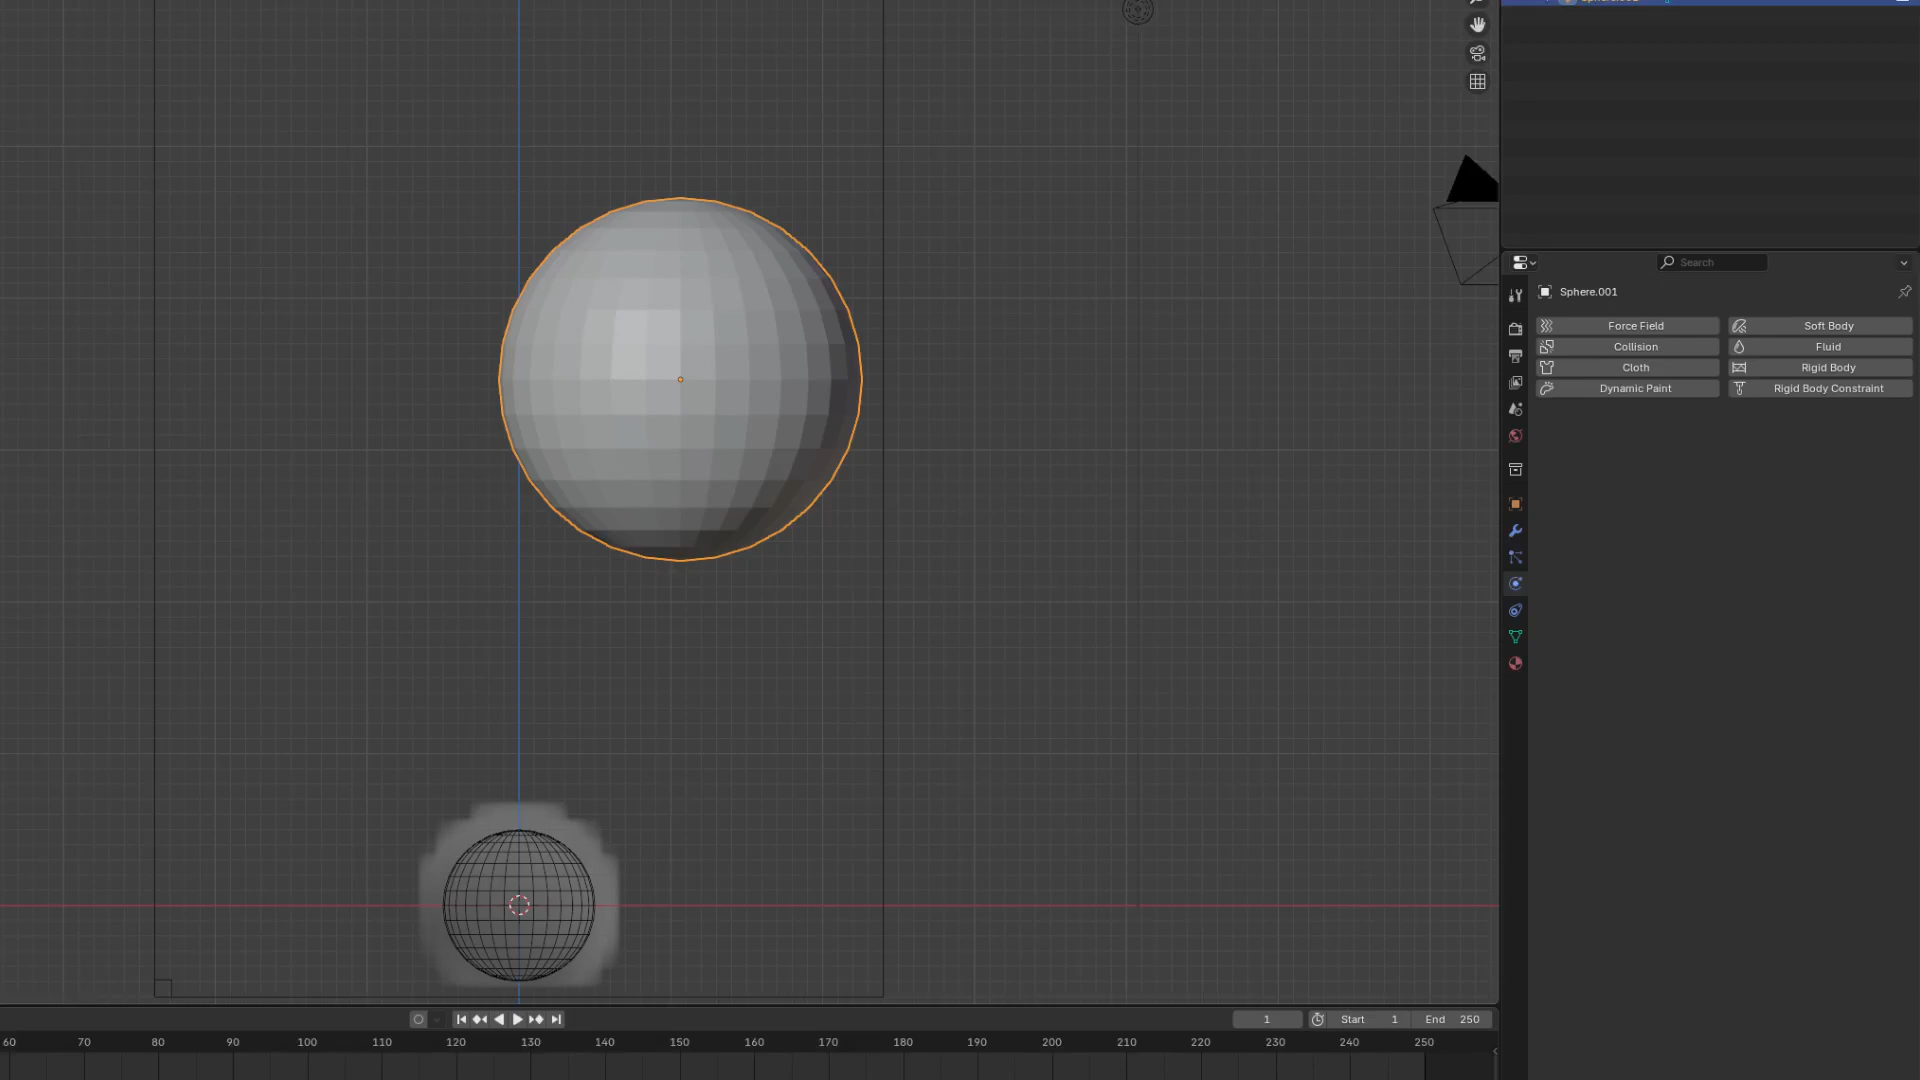 Search
Sphere.001
Force Field
Soft Body
Collision
Fluid
Cloth
Rigid Body
Dynamic Paint
Rigid Body Constraint
1
Start 1
End 250
60 70 80 90 100 110 120 130 140 150 160 170 180 190 200 210 220 230 240 250